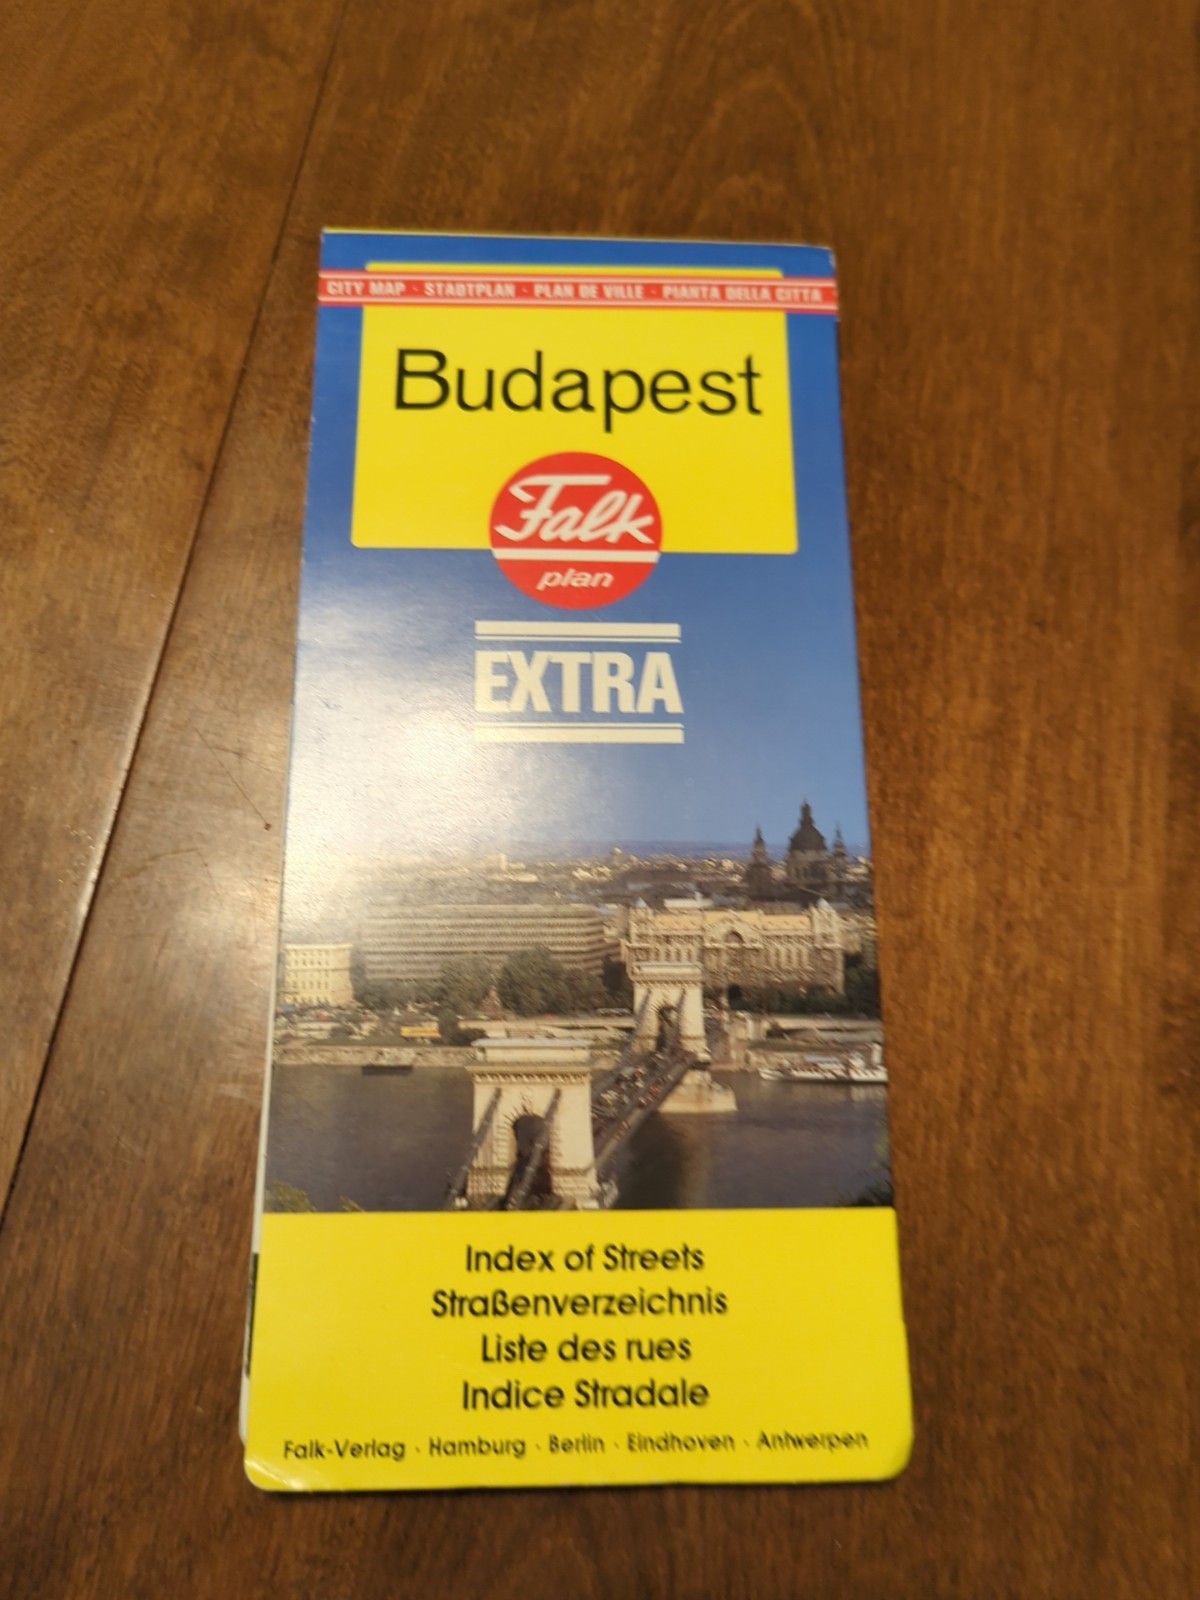 CITY MAP · STADTPLAN · PLAN DE VILLE · PIANTA DELLA CITTA
Budapest
Falk
plan
EXTRA
Index of Streets
Straßenverzeichnis
Liste des rues
Indice Stradale
Falk-Verlag · Hamburg · Berlin · Eindhoven · Antwerpen